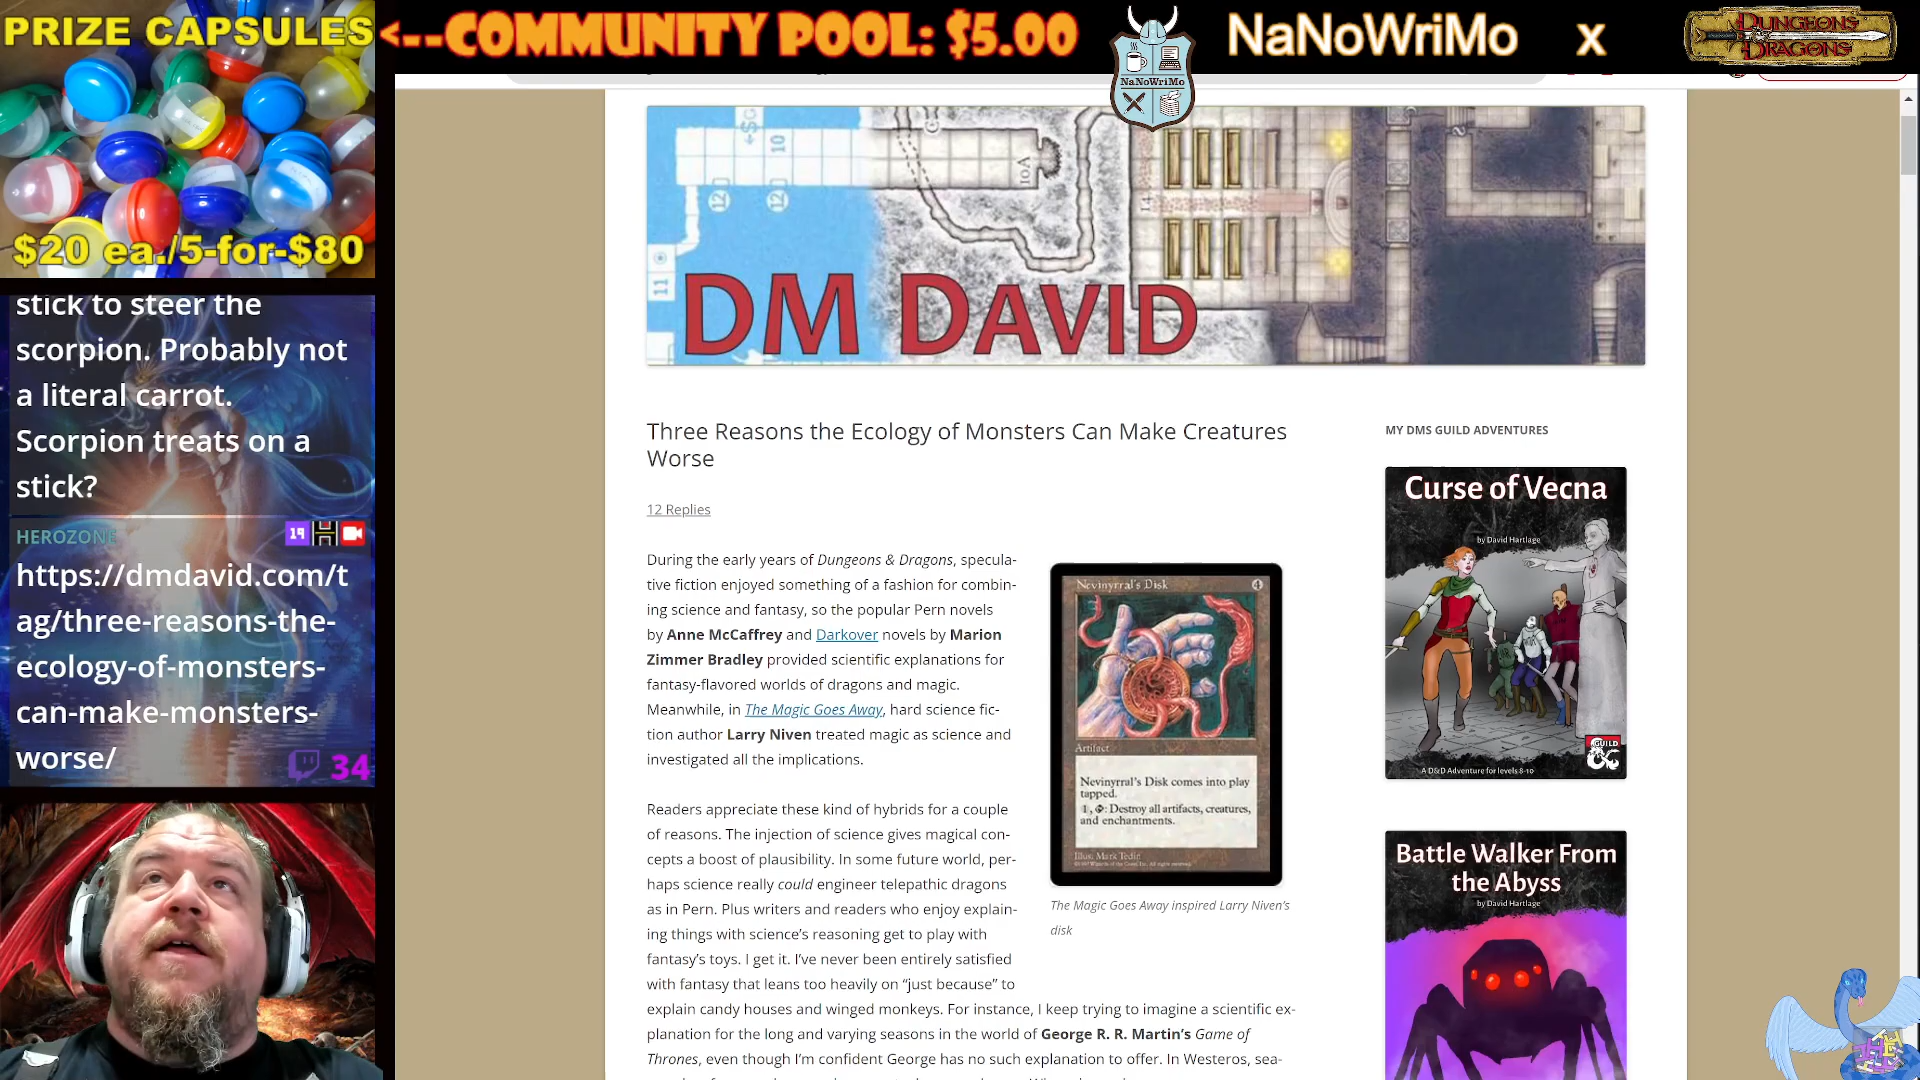 PRIZE CAPSULES
$20 ea./5-for-$80
<--COMMUNITY POOL: $5.00
NaNoWriMo
NaNoWriMo x
DUNGEONS & DRAGONS
stick to steer the
scorpion. Probably not
a literal carrot.
Scorpion treats on a
stick?
HEROZONE
19
https://dmdavid.com/t
ag/three-reasons-the-
ecology-of-monsters-
can-make-monsters-
worse/
34
10
12
12
11
10A
14
DM DAVID
Three Reasons the Ecology of Monsters Can Make Creatures
Worse
12 Replies
During the early years of Dungeons & Dragons, specula-
tive fiction enjoyed something of a fashion for combin-
ing science and fantasy, so the popular Pern novels
by Anne McCaffrey and Darkover novels by Marion
Zimmer Bradley provided scientific explanations for
fantasy-flavored worlds of dragons and magic.
Meanwhile, in The Magic Goes Away, hard science fic-
tion author Larry Niven treated magic as science and
investigated all the implications.
Nevinyrral's Disk 4
Artifact
Nevinyrral's Disk comes into play
tapped.
1, : Destroy all artifacts, creatures,
and enchantments.
Illus. Mark Tedin
The Magic Goes Away inspired Larry Niven's
disk
Readers appreciate these kind of hybrids for a couple
of reasons. The injection of science gives magical con-
cepts a boost of plausibility. In some future world, per-
haps science really could engineer telepathic dragons
as in Pern. Plus writers and readers who enjoy explain-
ing things with science's reasoning get to play with
fantasy's toys. I get it. I've never been entirely satisfied
with fantasy that leans too heavily on “just because” to
explain candy houses and winged monkeys. For instance, I keep trying to imagine a scientific ex-
planation for the long and varying seasons in the world of George R. R. Martin's Game of
Thrones, even though I'm confident George has no such explanation to offer. In Westeros, sea-
MY DMS GUILD ADVENTURES
Curse of Vecna
by David Hartlage
A D&D Adventure for levels 8-10
GUILD
Battle Walker From
the Abyss
by David Hartlage